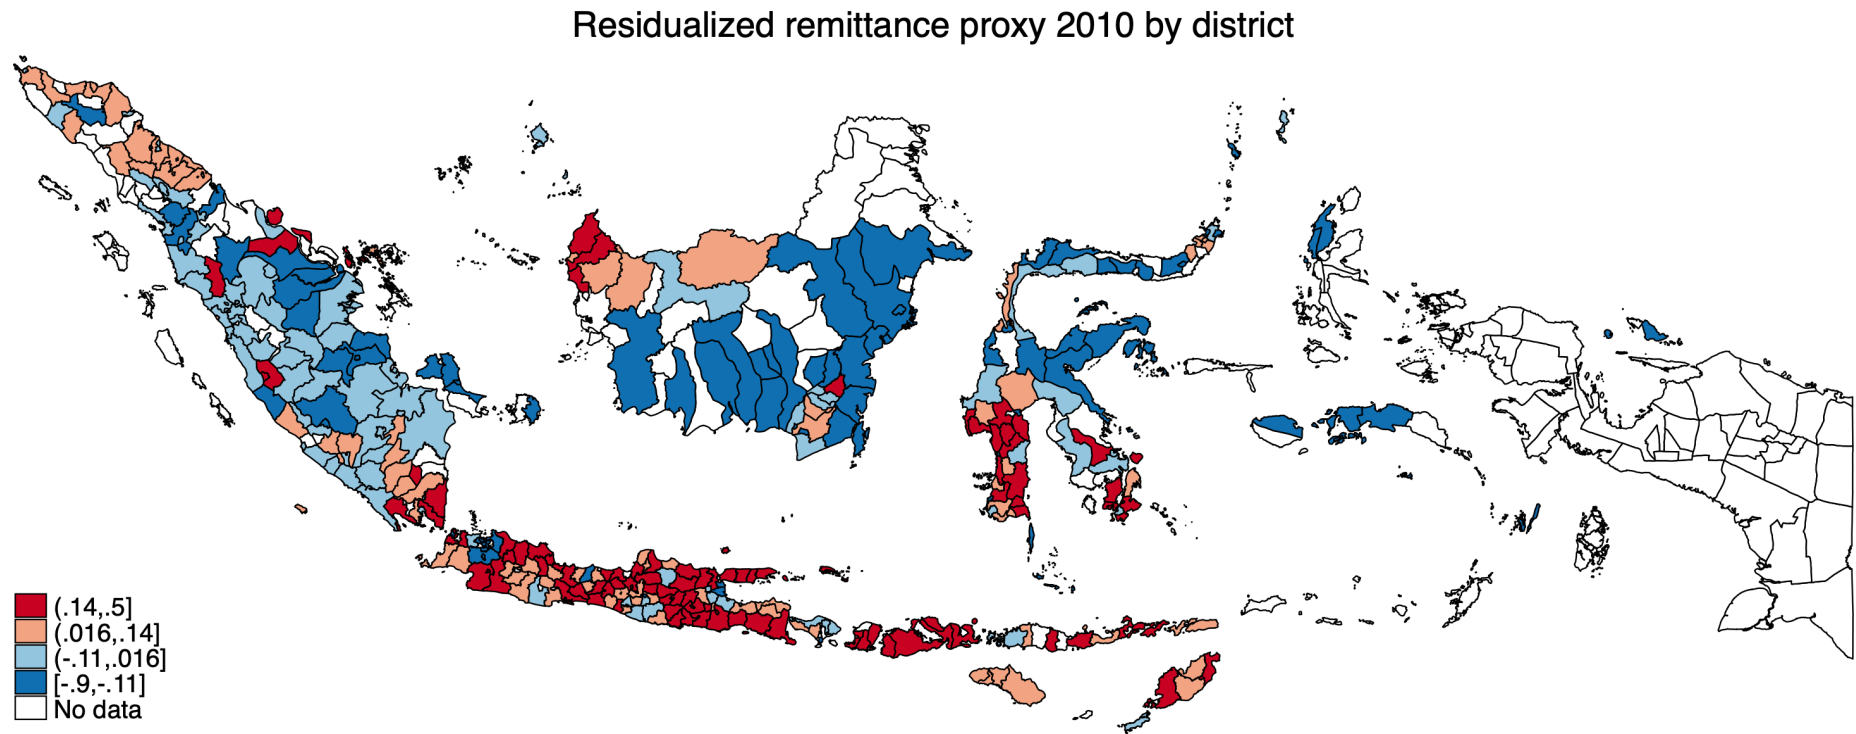 Residualized remittance proxy 2010 by district
(.14,.5]
(.016,.14]
(-.11,.016]
[-.9,-.11]
No data